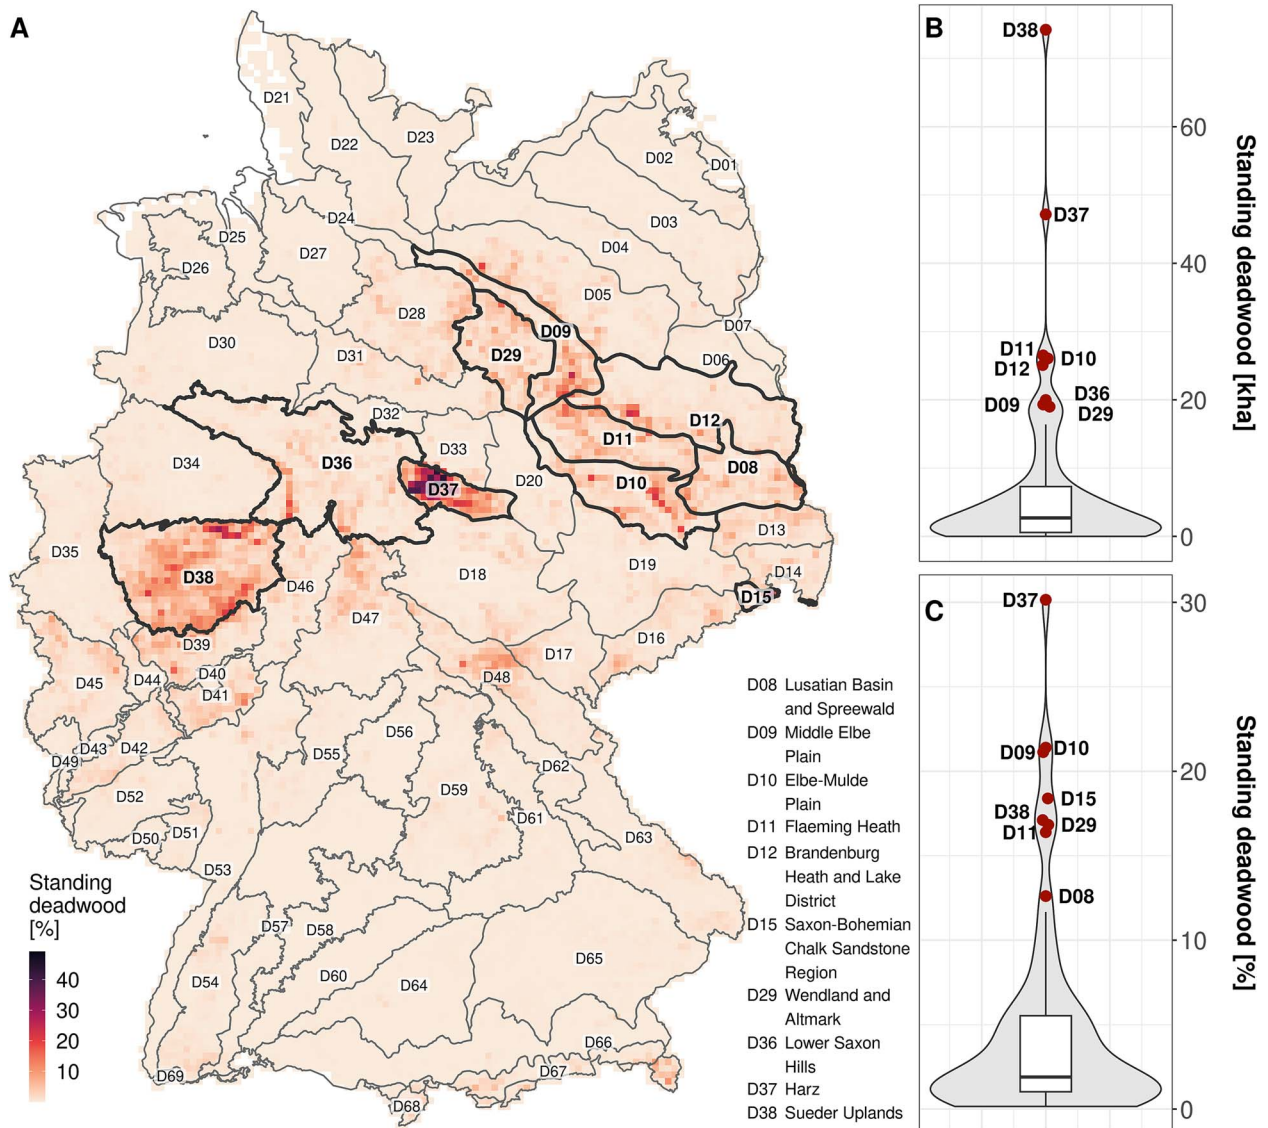 A
D21
D22
D23
D02
D01
D24
D03
D25
D04
D27
D26
D05
D28
D09
D07
D30
D31
D29
D06
D32
D12
D11
D33
D34
D36
D08
D20
D10
D37
D13
D35
D38
D46
D18
D19
D14
D15
D47
D39
D16
D17
D40
D48
D45
D44
D41
D56
D43
D42
D49
D55
D62
D52
D59
D61
D50
D51
D63
D53
D57
D58
D65
D54
D60
D64
D66
D67
D69
D68
Standing
deadwood
[%]
40
30
20
10
D08 Lusatian Basin
and Spreewald
D09 Middle Elbe
Plain
D10 Elbe-Mulde
Plain
D11 Flaeming Heath
D12 Brandenburg
Heath and Lake
District
D15 Saxon-Bohemian
Chalk Sandstone
Region
D29 Wendland and
Altmark
D36 Lower Saxon
Hills
D37 Harz
D38 Sueder Uplands
B
D38
D37
D11
D10
D12
D36
D09
D29
60
40
20
0
Standing deadwood [kha]
C
D37
D09
D10
D15
D38
D29
D11
D08
30
20
10
0
Standing deadwood [%]